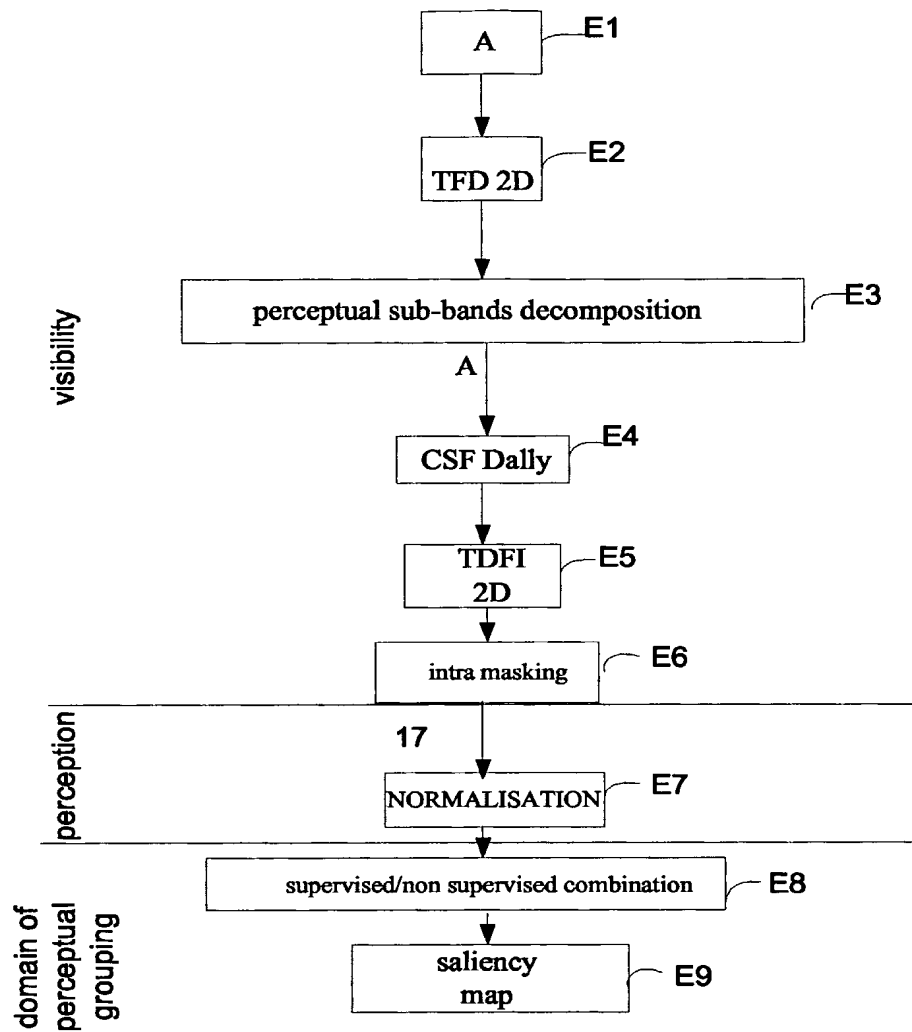 A
E1
TFD 2D
E2
perceptual sub-bands decomposition
E3
visibility
A
CSF Dally
E4
TDFI
2D
E5
intra masking
E6
perception
17
NORMALISATION
E7
supervised/non supervised combination
E8
domain of
perceptual
grouping
saliency
map
E9